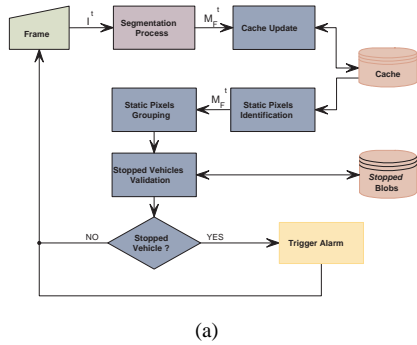 Frame
I t
Segmentation
Process
M F t
Cache Update
Cache
Static Pixels
Grouping
M F t
Static Pixels
Identification
Stopped Vehicles
Validation
Stopped
Blobs
NO
Stopped
Vehicle ?
YES
Trigger Alarm
(a)